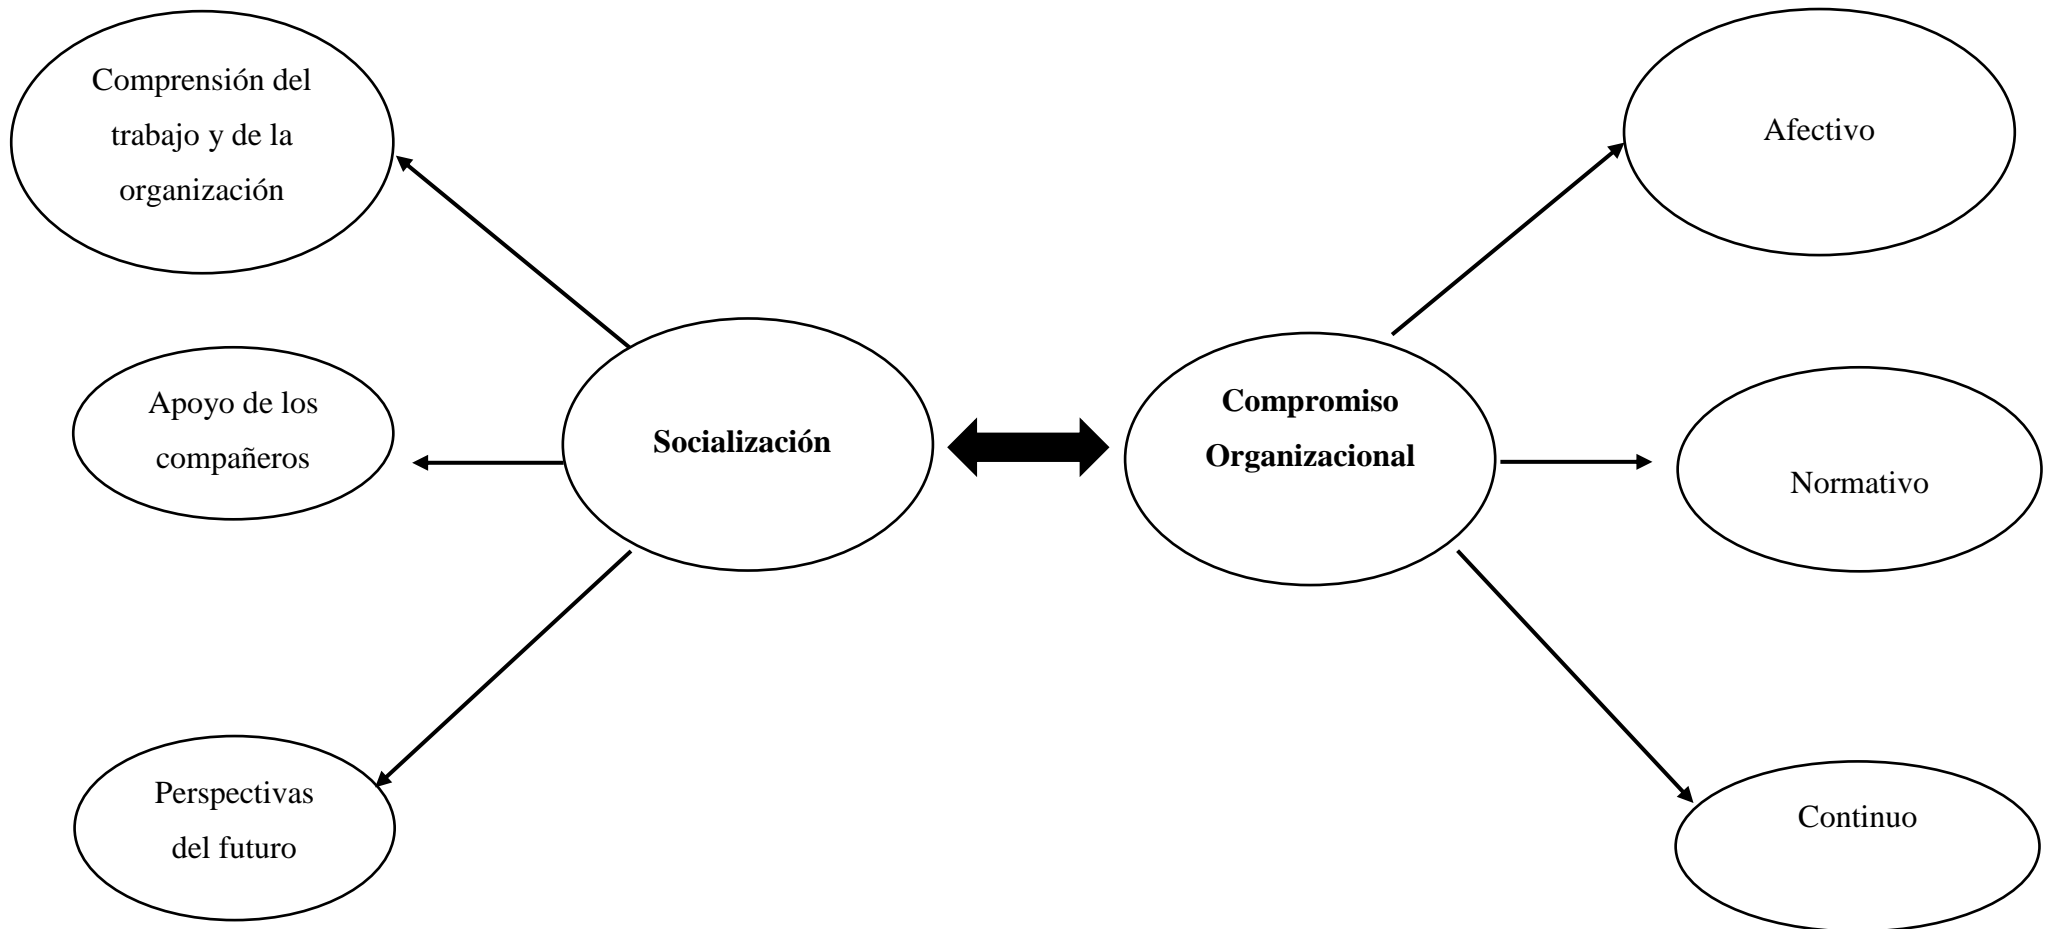 Comprensión del
trabajo y de la
organización
Afectivo
Apoyo de los
compañeros
Socialización
Compromiso
Organizacional
Normativo
Perspectivas
del futuro
Continuo